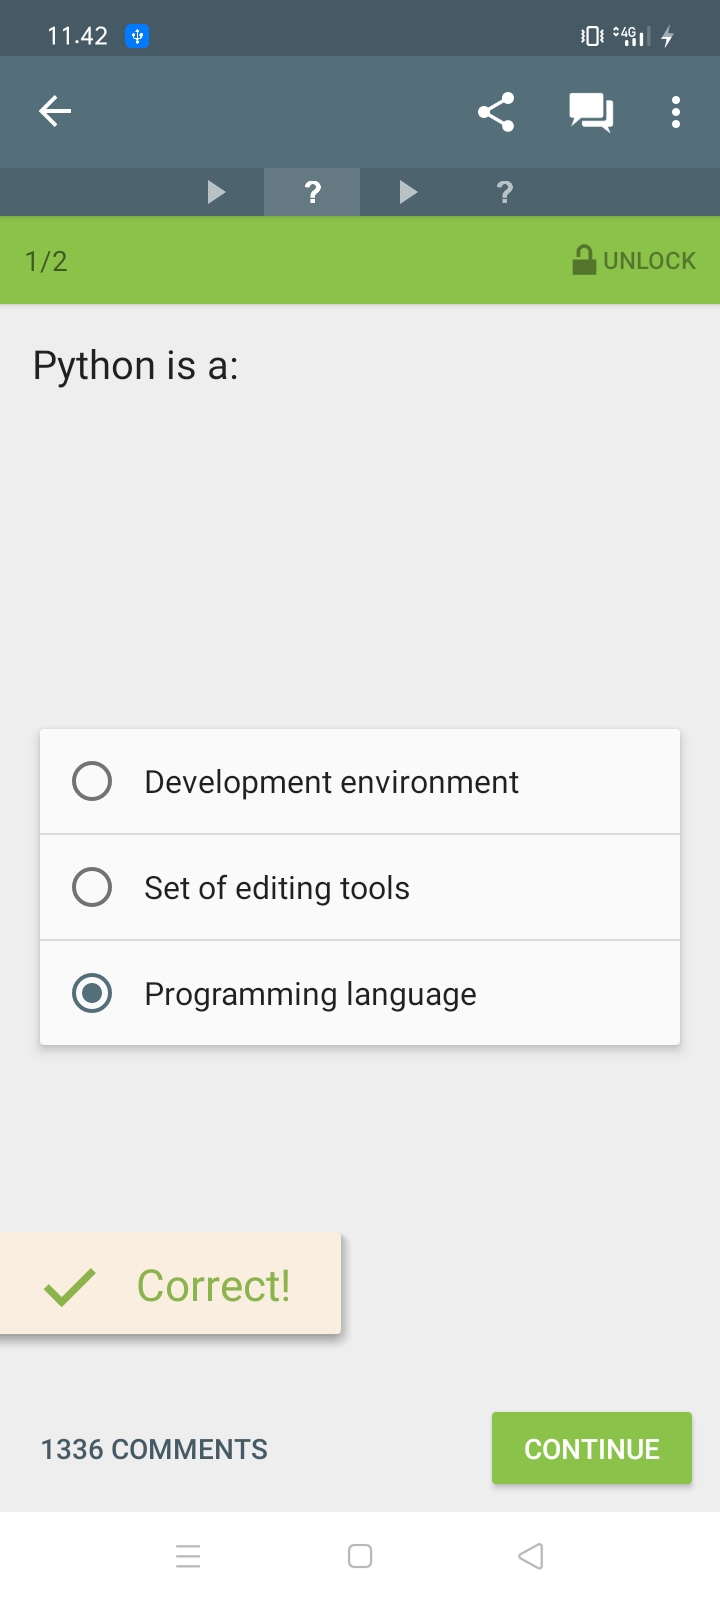 11.42
4G
?
?
1/2
UNLOCK
Python is a:
Development environment
Set of editing tools
Programming language
Correct!
1336 COMMENTS
CONTINUE